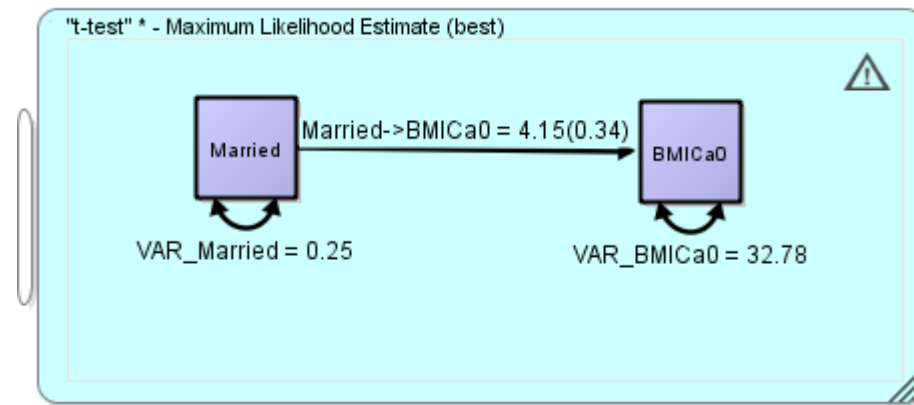 "t-test" * - Maximum Likelihood Estimate (best)
Married->BMICa0 = 4.15(0.34)
Married
BMICa0
VAR_Married = 0.25
VAR_BMICa0 = 32.78